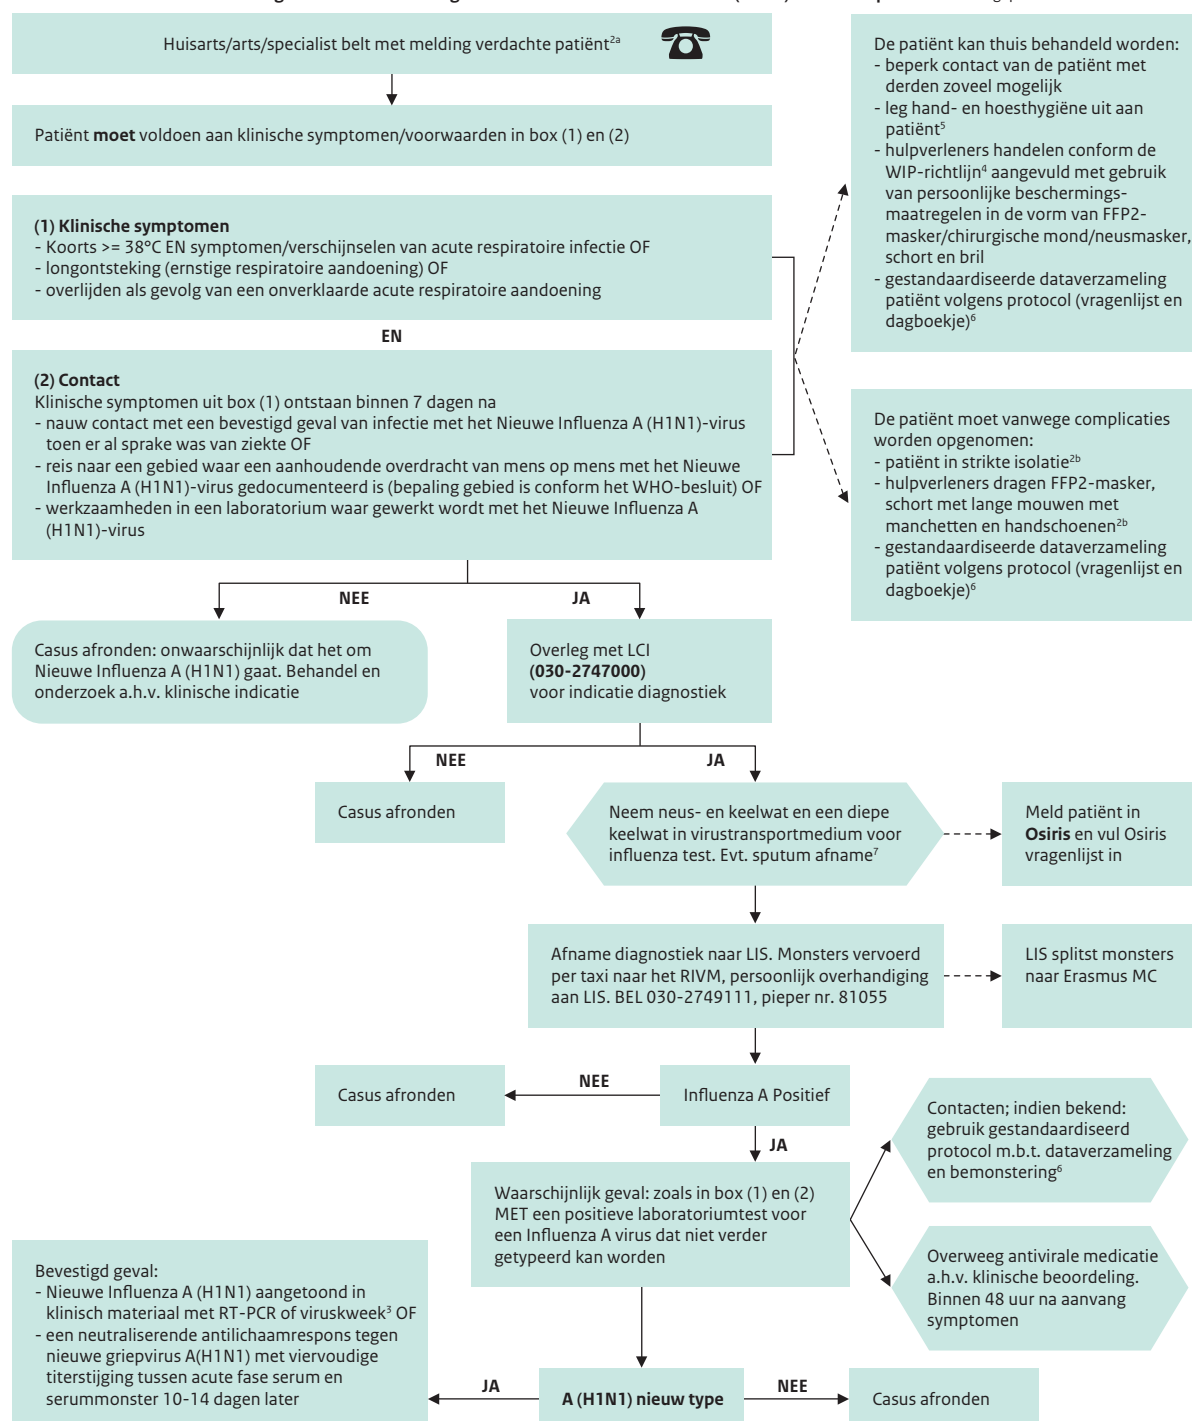 Huisarts/arts/specialist belt met melding verdachte patiënt2a
Patiënt moet voldoen aan klinische symptomen/voorwaarden in box (1) en (2)
(1) Klinische symptomen
- Koorts >= 38°C EN symptomen/verschijnselen van acute respiratoire infectie OF
- longontsteking (ernstige respiratoire aandoening) OF
- overlijden als gevolg van een onverklaarde acute respiratoire aandoening
EN
(2) Contact
Klinische symptomen uit box (1) ontstaan binnen 7 dagen na
- nauw contact met een bevestigd geval van infectie met het Nieuwe Influenza A (H1N1)-virus
toen er al sprake was van ziekte OF
- reis naar een gebied waar een aanhoudende overdracht van mens op mens met het Nieuwe
Influenza A (H1N1)-virus gedocumenteerd is (bepaling gebied is conform het WHO-besluit) OF
- werkzaamheden in een laboratorium waar gewerkt wordt met het Nieuwe Influenza A
(H1N1)-virus
De patiënt kan thuis behandeld worden:
- beperk contact van de patiënt met
derden zoveel mogelijk
- leg hand- en hoesthygiëne uit aan
patiënt5
- hulpverleners handelen conform de
WIP-richtlijn4 aangevuld met gebruik
van persoonlijke beschermings-
maatregelen in de vorm van FFP2-
masker/chirurgische mond/neusmasker,
schort en bril
- gestandaardiseerde dataverzameling
patiënt volgens protocol (vragenlijst en
dagboekje)6
De patiënt moet vanwege complicaties
worden opgenomen:
- patiënt in strikte isolatie2b
- hulpverleners dragen FFP2-masker,
schort met lange mouwen met
manchetten en handschoenen2b
- gestandaardiseerde dataverzameling
patiënt volgens protocol (vragenlijst en
dagboekje)6
NEE
JA
Casus afronden: onwaarschijnlijk dat het om
Nieuwe Influenza A (H1N1) gaat. Behandel en
onderzoek a.h.v. klinische indicatie
Overleg met LCI
(030-2747000)
voor indicatie diagnostiek
NEE
JA
Casus afronden
Neem neus- en keelwat en een diepe
keelwat in virustransportmedium voor
influenza test. Evt. sputum afname7
Meld patiënt in
Osiris en vul Osiris
vragenlijst in
Afname diagnostiek naar LIS. Monsters vervoerd
per taxi naar het RIVM, persoonlijk overhandiging
aan LIS. BEL 030-2749111, pieper nr. 81055
LIS splitst monsters
naar Erasmus MC
Casus afronden
NEE
Influenza A Positief
JA
Contacten; indien bekend:
gebruik gestandaardiseerd
protocol m.b.t. dataverzameling
en bemonstering6
Waarschijnlijk geval: zoals in box (1) en (2)
MET een positieve laboratoriumtest voor
een Influenza A virus dat niet verder
getypeerd kan worden
Overweeg antivirale medicatie
a.h.v. klinische beoordeling.
Binnen 48 uur na aanvang
symptomen
Bevestigd geval:
- Nieuwe Influenza A (H1N1) aangetoond in
klinisch materiaal met RT-PCR of viruskweek3 OF
- een neutraliserende antilichaamrespons tegen
nieuwe griepvirus A(H1N1) met viervoudige
titerstijging tussen acute fase serum en
serummonster 10-14 dagen later
JA
A (H1N1) nieuw type
NEE
Casus afronden